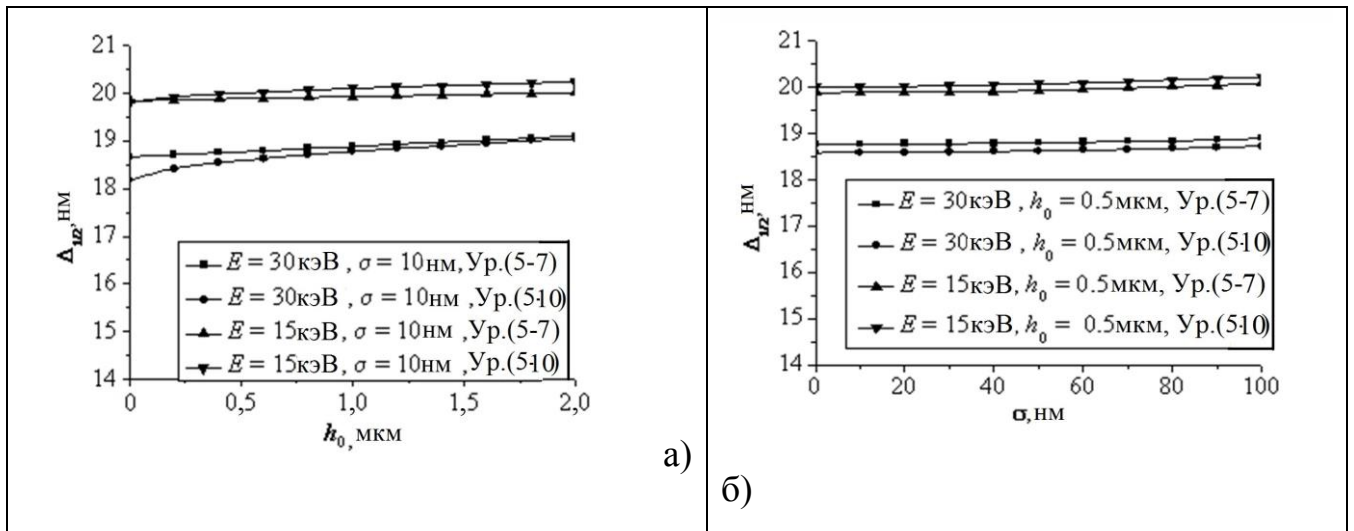 21
20
19
18
17
16
15
14
Δ1/2, нм
E = 30кэВ , σ = 10нм,Ур.(5-7)
E = 30кэВ , σ = 10нм ,Ур.(5-10)
E = 15кэВ, σ = 10нм ,Ур.(5-7)
E = 15кэВ, σ = 10нм ,Ур.(5-10)
0 0,5 1,0 1,5 2,0
h0, мкм
а)
21
20
19
18
17
16
15
14
Δ1/2, нм
E = 30кэВ , h0 = 0.5мкм, Ур.(5-7)
E = 30кэВ , h0 = 0.5мкм, Ур.(5-10)
E = 15кэВ, h0 = 0.5мкм, Ур.(5-7)
E = 15кэВ, h0 = 0.5мкм, Ур.(5-10)
0 20 40 60 80 100
σ, нм
б)